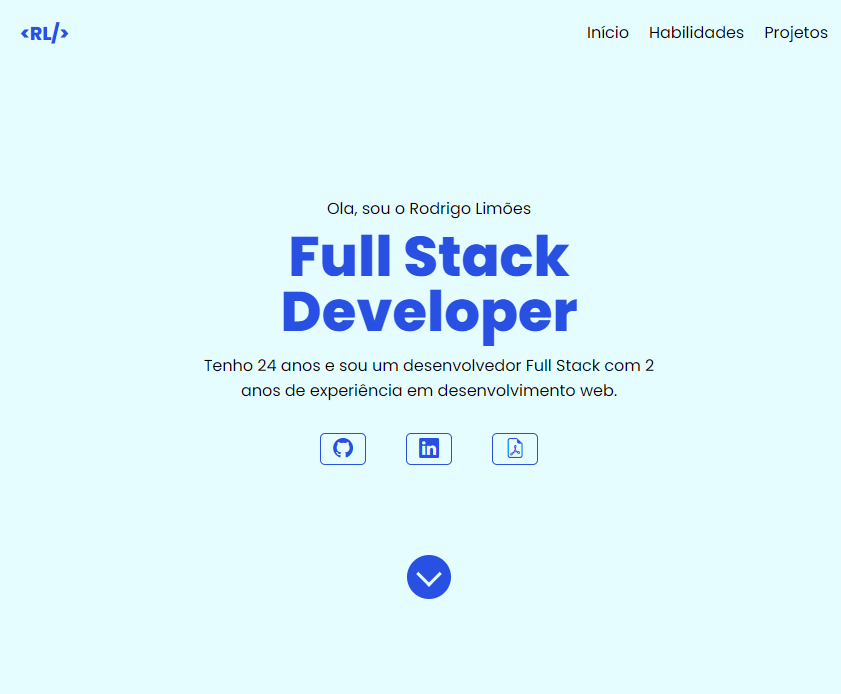 <RL/>
Início Habilidades Projetos
Ola, sou o Rodrigo Limões
Full Stack
Developer
Tenho 24 anos e sou um desenvolvedor Full Stack com 2
anos de experiência em desenvolvimento web.
in